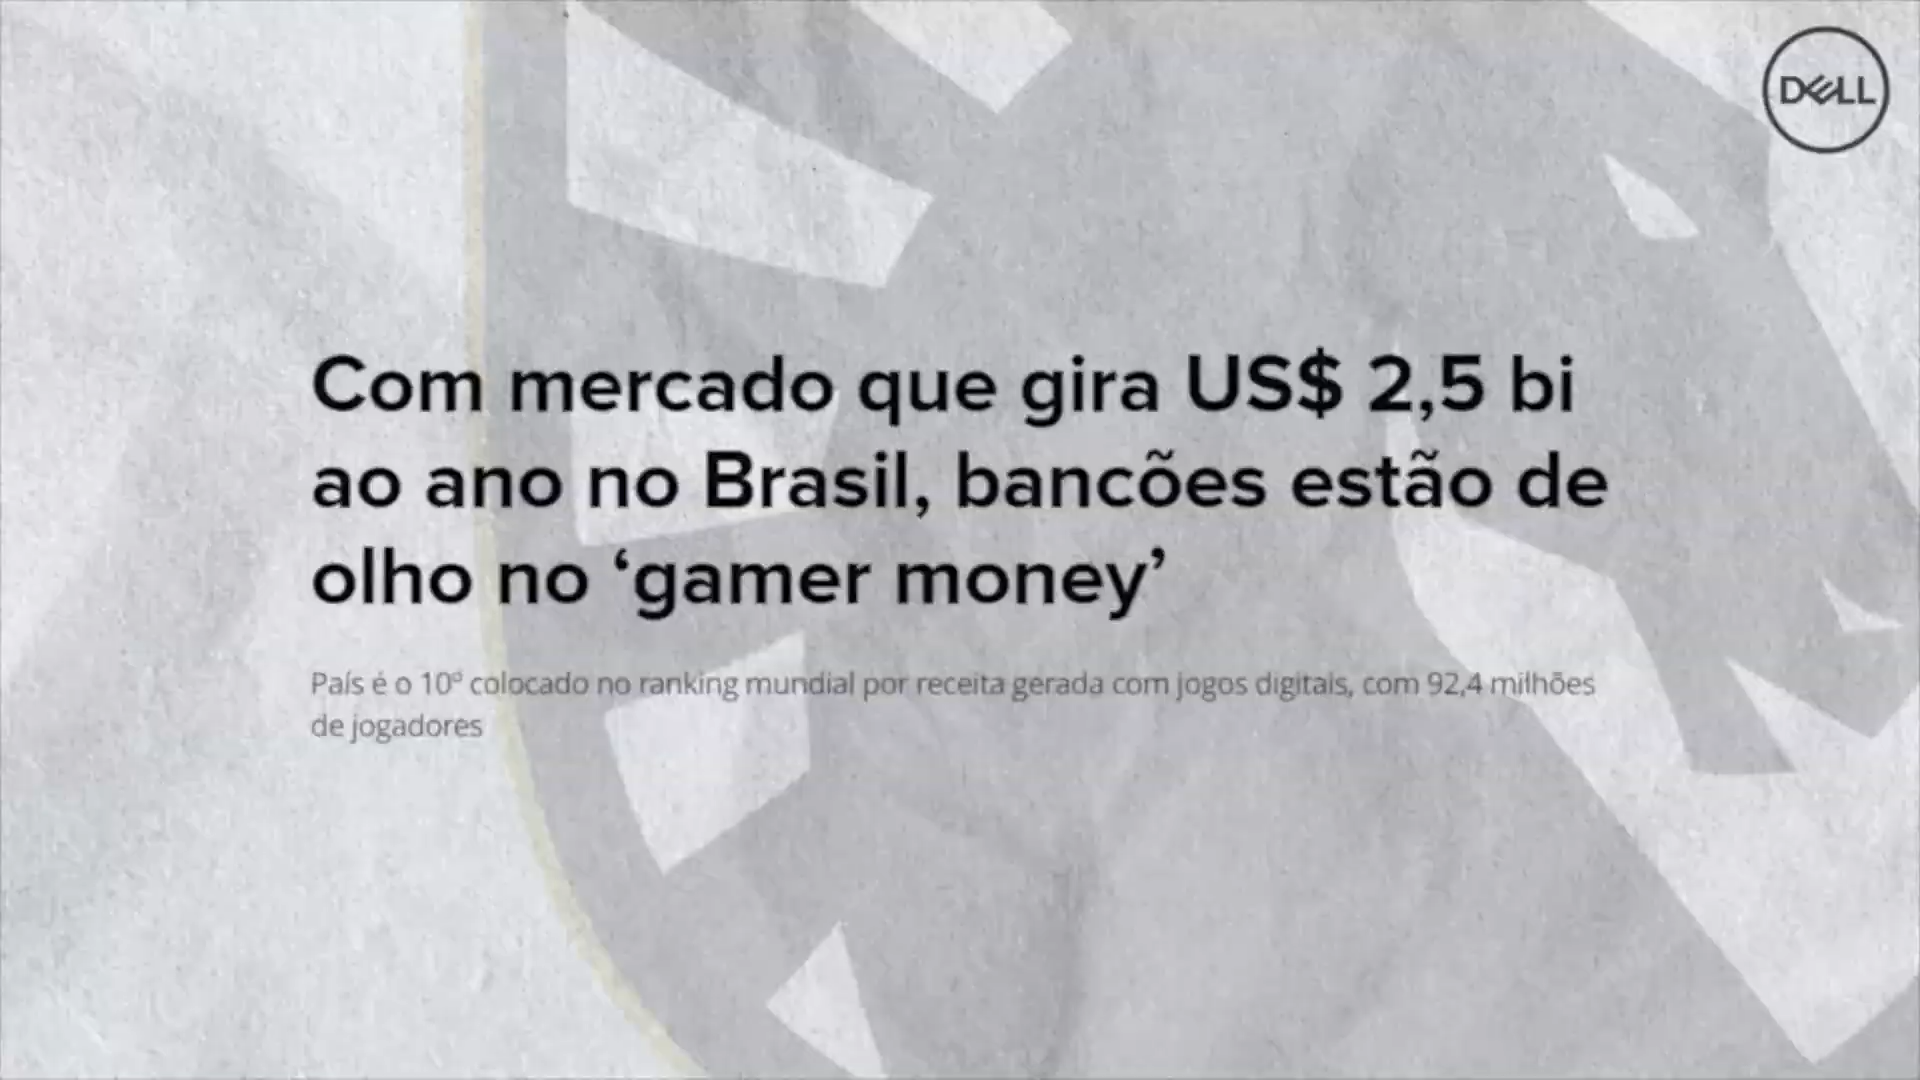 DELL
Com mercado que gira US$ 2,5 bi
ao ano no Brasil, bancões estão de
olho no ‘gamer money’
País é o 10º colocado no ranking mundial por receita gerada com jogos digitais, com 92,4 milhões
de jogadores